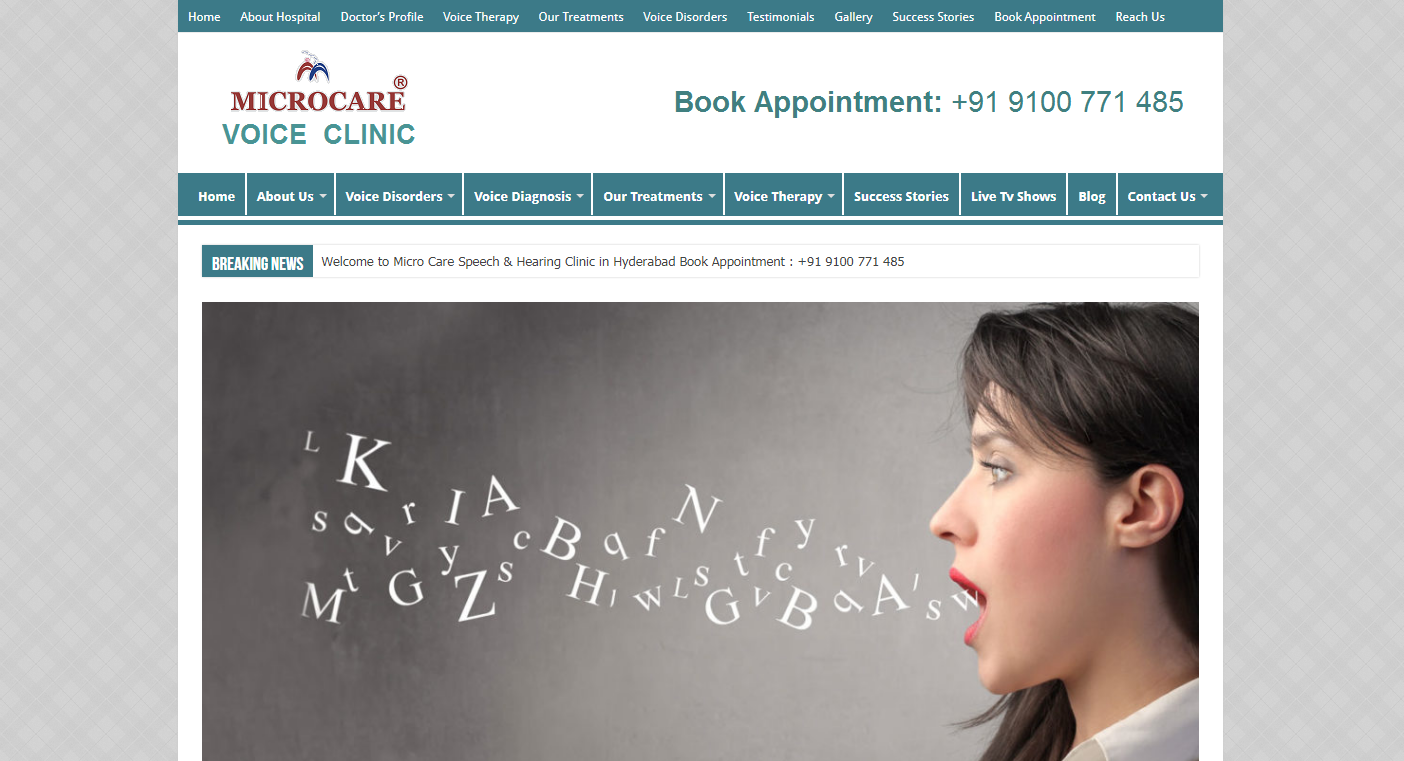 Home About Hospital Doctor's Profile Voice Therapy Our Treatments Voice Disorders Testimonials Gallery Success Stories Book Appointment Reach Us
MICROCARE®
VOICE CLINIC
Book Appointment: +91 9100 771 485
Home About Us Voice Disorders Voice Diagnosis Our Treatments Voice Therapy Success Stories Live Tv Shows Blog Contact Us
BREAKING NEWS Welcome to Micro Care Speech & Hearing Clinic in Hyderabad Book Appointment : +91 9100 771 485
L K
s q r I A N
v y c B q f f y r v
M t G Z s H I w L s G t v c B q A ' s w